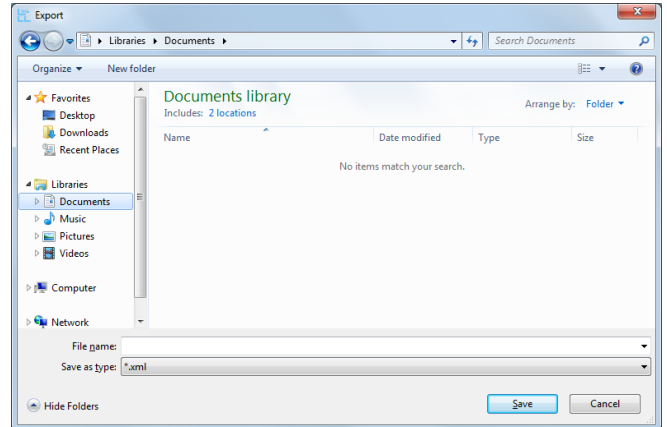 Export
Libraries Documents
Search Documents
Organize New folder
Favorites
Desktop
Downloads
Recent Places
Libraries
Documents
Music
Pictures
Videos
Computer
Network
Documents library
Includes: 2 locations
Arrange by: Folder
Name Date modified Type Size
No items match your search.
File name:
Save as type: *.xml
Hide Folders
Save Cancel